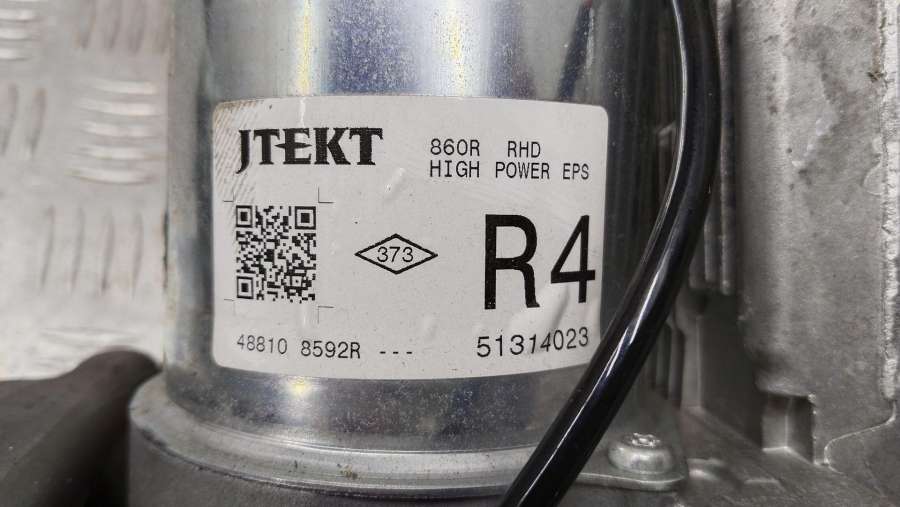 JTEKT
860R RHD
HIGH POWER EPS
373
R4
48810 8592R ---
51314023